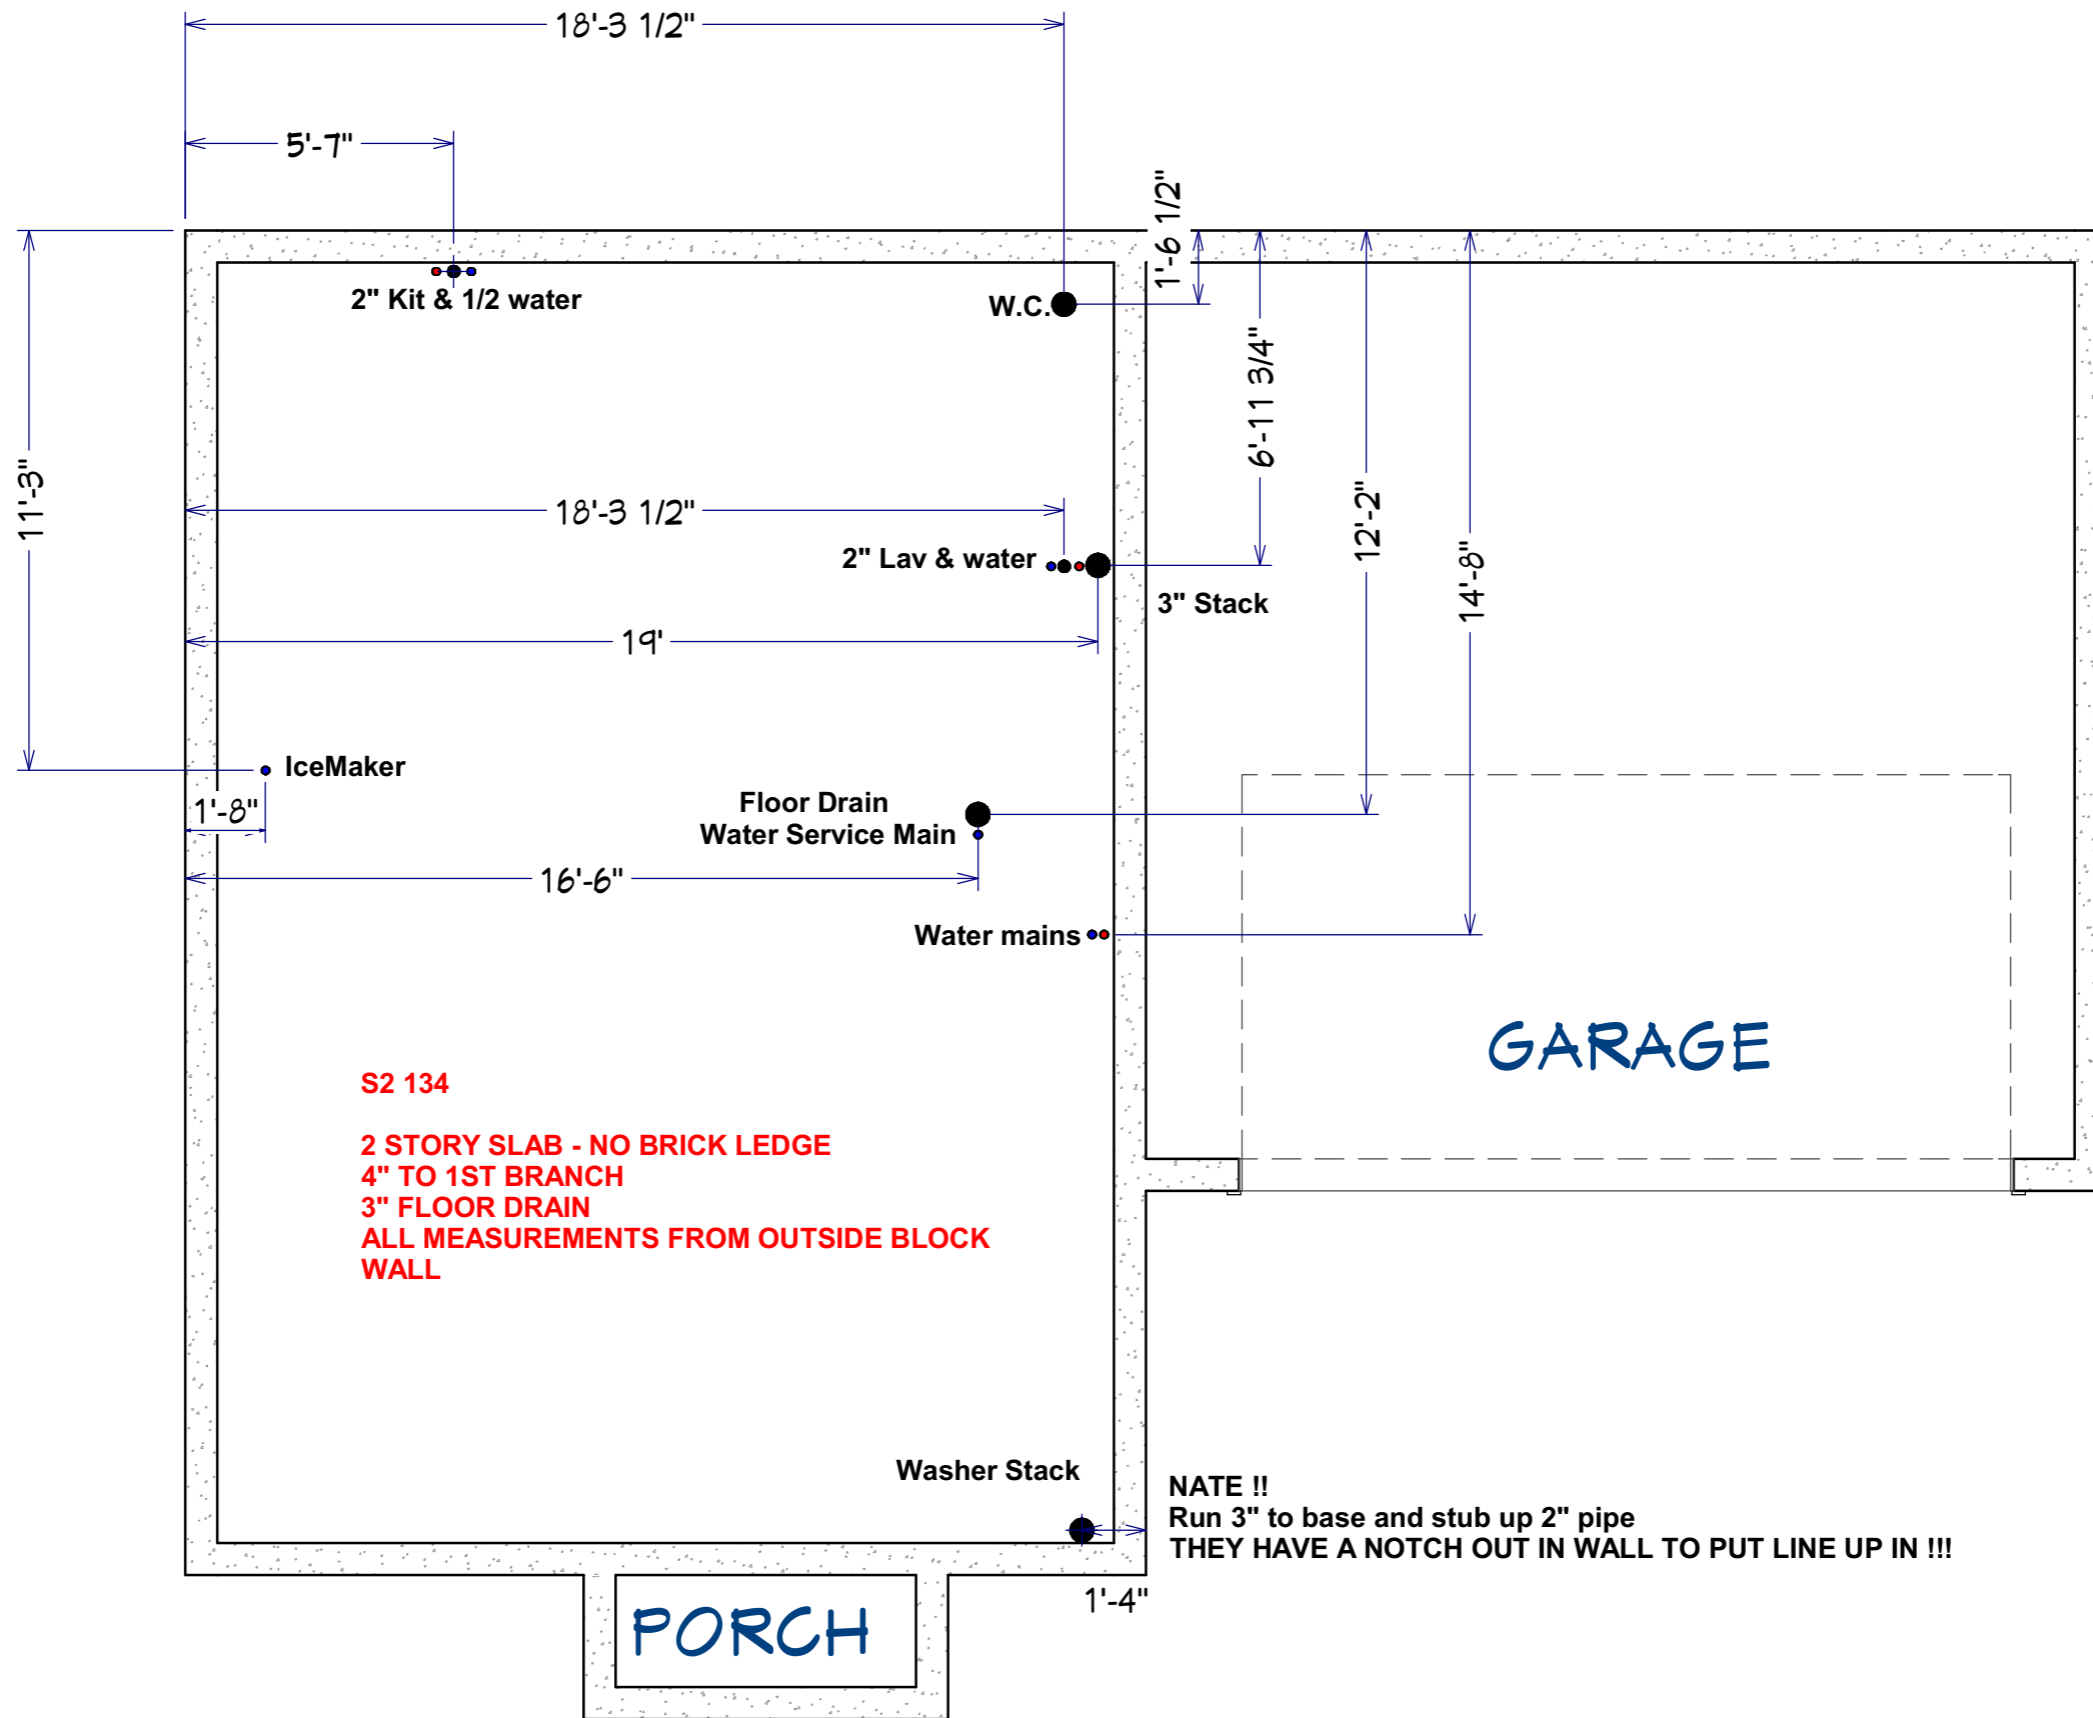 18'-3 1/2"
5'-7"
1'-6 1/2"
2" Kit & 1/2 water
W.C.
6'-11 3/4"
11'-3"
18'-3 1/2"
12'-2"
14'-8"
2" Lav & water
3" Stack
19'
IceMaker
1'-8"
Floor Drain
Water Service Main
16'-6"
Water mains
GARAGE
S2 134
2 STORY SLAB - NO BRICK LEDGE
4" TO 1ST BRANCH
3" FLOOR DRAIN
ALL MEASUREMENTS FROM OUTSIDE BLOCK
WALL
Washer Stack
NATE !!
Run 3" to base and stub up 2" pipe
THEY HAVE A NOTCH OUT IN WALL TO PUT LINE UP IN !!!
1'-4"
PORCH